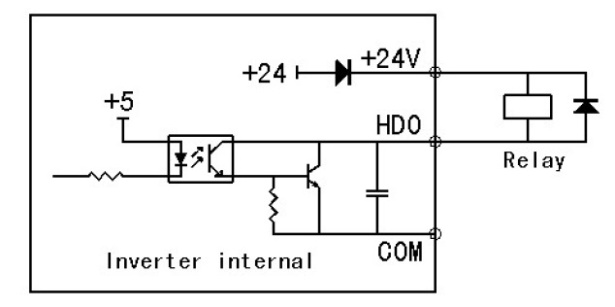 +24
+24V
+5
HDO
Relay
COM
Inverter internal